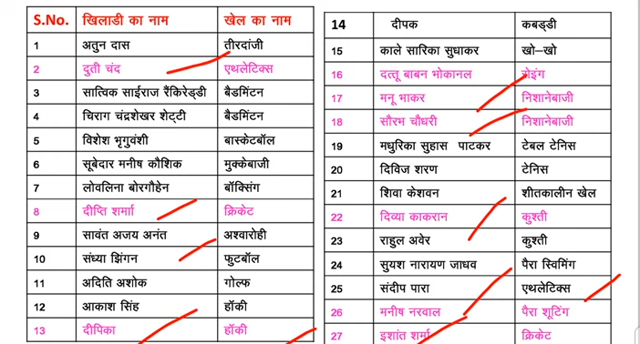 S.No. खिलाडी का नाम खेल का नाम
1 अतुन दास तीरदांजी
2 दुती चंद एथलेटिक्स
3 सात्विक साईराज रैंकिरेड्डी बैडमिंटन
4 चिराग चंद्रशेखर शेट्टी बैडमिंटन
5 विशेश भृगुवंशी बास्केटबॉल
6 सूबेदार मनीष कौशिक मुक्केबाजी
7 लोवलिना बोरगौहेन बॉक्सिंग
8 दीप्ति शर्माा क्रिकेट
9 सावंत अजय अनंत अश्वारोही
10 संध्या झिंगन फुटबॉल
11 अदिति अशोक गोल्फ
12 आकाश सिंह हॉकी
13 दीपिका हॉकी
14 दीपक कबड्डी
15 काले सारिका सुधाकर खो-खो
16 दत्तू बाबन भोकानल रोइंग
17 मनू भाकर निशानेबाजी
18 सौरभ चौधरी निशानेबाजी
19 मधुरिका सुहास पाटकर टेबल टेनिस
20 दिविज शरण टेनिस
21 शिवा केशवन शीतकालीन खेल
22 दिव्या काकरान कुश्ती
23 राहुल अवेर कुश्ती
24 सुयश नारायण जाधव पैरा स्विमिंग
25 संदीप पारा एथलेटिक्स
26 मनीष नरवाल पैरा शूटिंग
27 इशांत शर्मा क्रिकेट